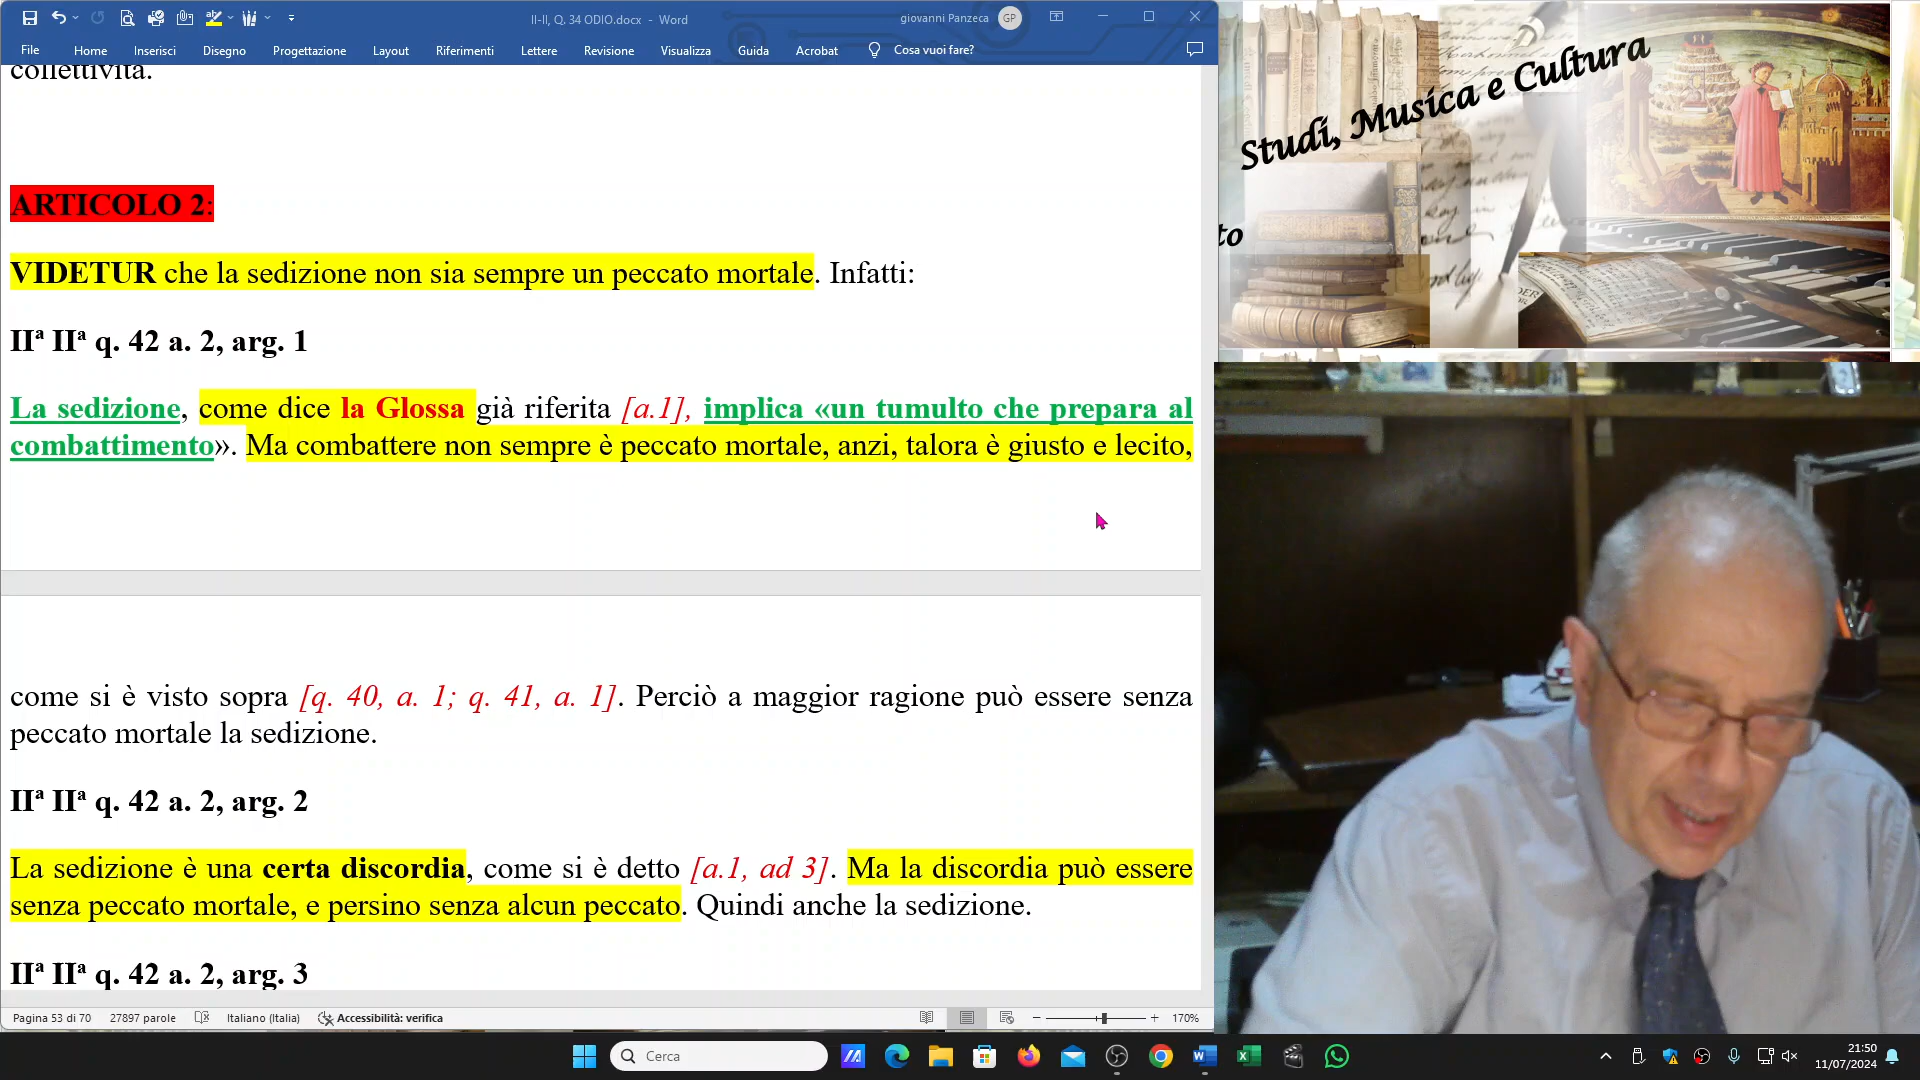 II-II, Q, 34 ODIO.docx - Word
giovanni Panzeca
GP
File Home Inserisci Disegno Progettazione Layout Riferimenti Lettere Revisione Visualizza Guida Acrobat Cosa vuoi fare?
collettività.
ARTICOLO 2:
VIDETUR che la sedizione non sia sempre un peccato mortale. Infatti:
IIª IIª q. 42 a. 2, arg. 1
La sedizione, come dice la Glossa già riferita [a.1], implica «un tumulto che prepara al
combattimento». Ma combattere non sempre è peccato mortale, anzi, talora è giusto e lecito,
come si è visto sopra [q. 40, a. 1; q. 41, a. 1]. Perciò a maggior ragione può essere senza
peccato mortale la sedizione.
IIª IIª q. 42 a. 2, arg. 2
La sedizione è una certa discordia, come si è detto [a.1, ad 3]. Ma la discordia può essere
senza peccato mortale, e persino senza alcun peccato. Quindi anche la sedizione.
IIª IIª q. 42 a. 2, arg. 3
Pagina 53 di 70 27897 parole Italiano (Italia) Accessibilità: verifica 170%
Studi, Musica e Cultura
to
Cerca
21:50
11/07/2024